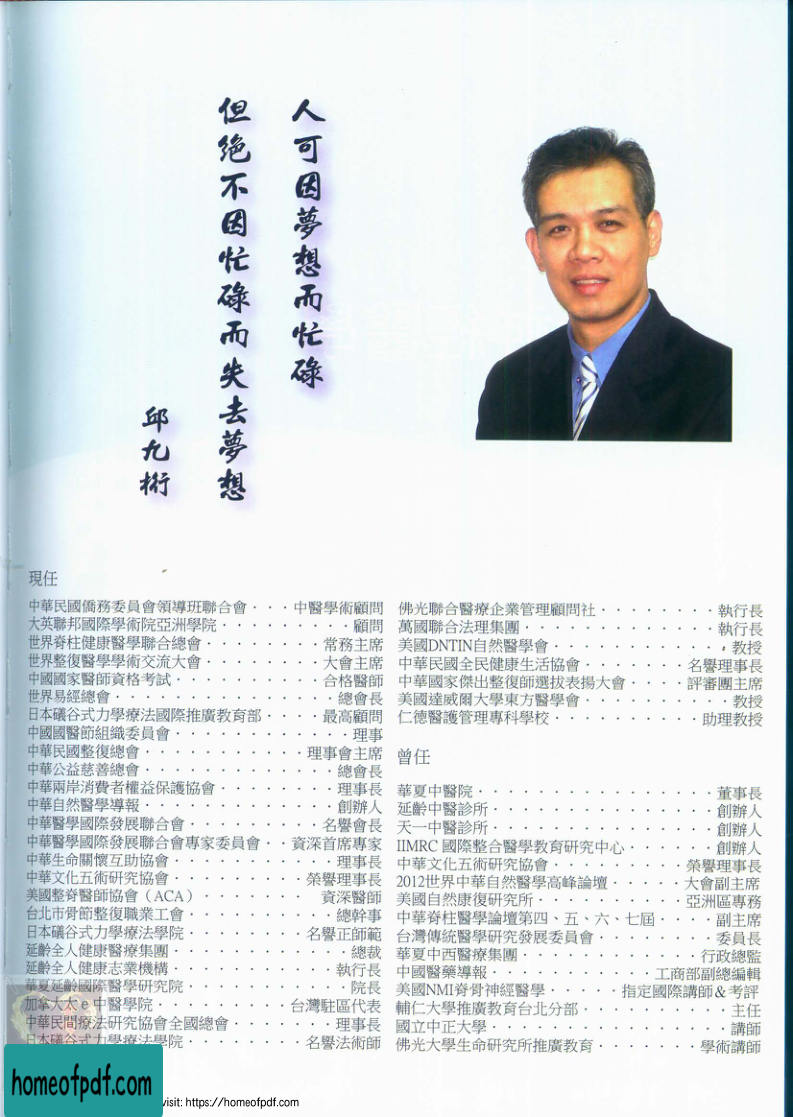 人可因夢想而忙碌
但絕不因忙碌而失去夢想
邱九桁
現任
中華民國僑務委員會領導班聯合會···中醫學術顧問
大英聯邦國際學術院亞洲學院··········顧問
世界脊柱健康醫學聯合總會·········常務主席
世界整復醫學學術交流大會·········大會主席
中國國家醫師資格考試···········合格醫師
世界易經總會·················總會長
日本礒谷式力學療法國際推廣教育部·····最高顧問
中國國醫節組織委員會··············理事
中華民國整復總會············理事會主席
中華公益慈善總會···············總會長
中華兩岸消費者權益保護協會·········理事長
中華自然醫學導報···············創辦人
中華醫學國際發展聯合會··········名譽會長
中華醫學國際發展聯合會專家委員會··資深首席專家
中華生命關懷互助協會·············理事長
中華文化五術研究協會··········榮譽理事長
美國整脊醫師協會（ACA）·········資深醫師
台北市骨節整復職業工會···········總幹事
日本礒谷式力學療法學院·········名譽正師範
延齡全人健康醫療集團··············總裁
延齡全人健康志業機構·············執行長
華夏延齡國際醫學研究院·············院長
加拿大太e中醫學院···········台灣駐區代表
中華民間療法研究協會全國總會········理事長
日本礒谷式力學療法學院·········名譽法術師
佛光聯合醫療企業管理顧問社········執行長
萬國聯合法理集團·············執行長
美國DNTIN自然醫學會············教授
中華民國全民健康生活協會·······名譽理事長
中華國家傑出整復師選拔表揚大會····評審團主席
美國達威爾大學東方醫學會··········教授
仁德醫護管理專科學校···········助理教授
曾任
華夏中醫院················董事長
延齡中醫診所···············創辦人
天一中醫診所···············創辦人
IIMRC 國際整合醫學教育研究中心······創辦人
中華文化五術研究協會·········榮譽理事長
2012世界中華自然醫學高峰論壇·····大會副主席
美國自然康復研究所··········亞洲區專務
中華脊柱醫學論壇第四、五、六、七屆····副主席
台灣傳統醫學研究發展委員會········委員長
華夏中西醫療集團············行政總監
中國醫藥導報···········工商部副總編輯
美國NMI脊骨神經醫學·····指定國際講師＆考評
輔仁大學推廣教育台北分部···········主任
國立中正大學················講師
佛光大學生命研究所推廣教育·······學術講師
homeofpdf.com
visit: https://homeofpdf.com